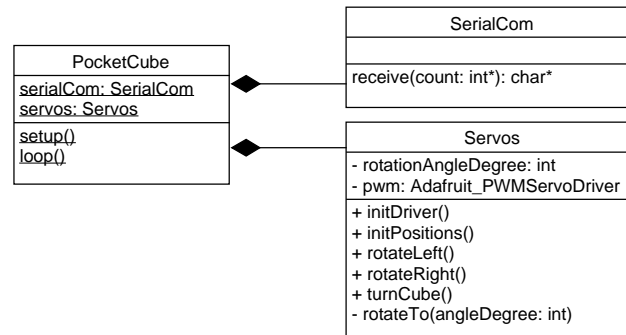 PocketCube
serialCom: SerialCom
servos: Servos
setup()
loop()
SerialCom
receive(count: int*): char*
Servos
- rotationAngleDegree: int
- pwm: Adafruit_PWMServoDriver
+ initDriver()
+ initPositions()
+ rotateLeft()
+ rotateRight()
+ turnCube()
- rotateTo(angleDegree: int)